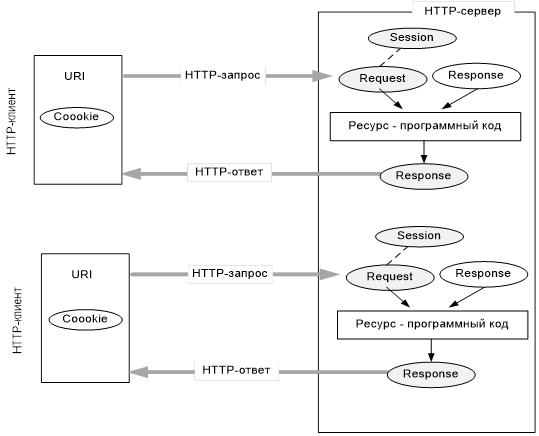 HTTP-сервер
Session
URI
HTTP-запрос
Request
Response
HTTP-клиент
Coookie
Ресурс - программный код
HTTP-ответ
Response
Session
URI
HTTP-запрос
Request
Response
HTTP-клиент
Coookie
Ресурс - программный код
HTTP-ответ
Response